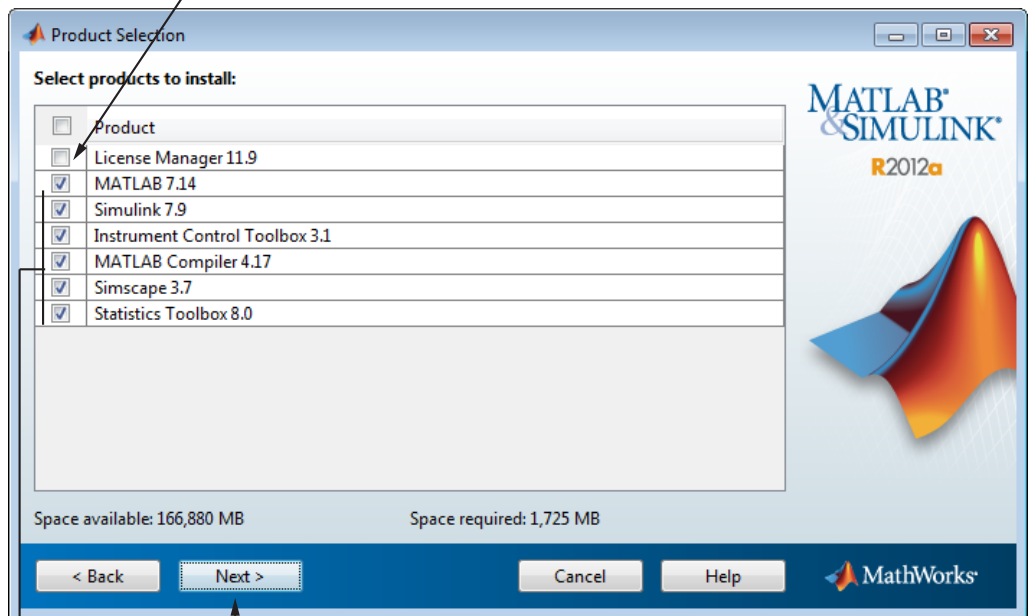 Product Selection
Select products to install:
MATLAB®
&SIMULINK®
R2012a
Product
License Manager 11.9
MATLAB 7.14
Simulink 7.9
Instrument Control Toolbox 3.1
MATLAB Compiler 4.17
Simscape 3.7
Statistics Toolbox 8.0
Space available: 166,880 MB Space required: 1,725 MB
< Back Next > Cancel Help MathWorks®